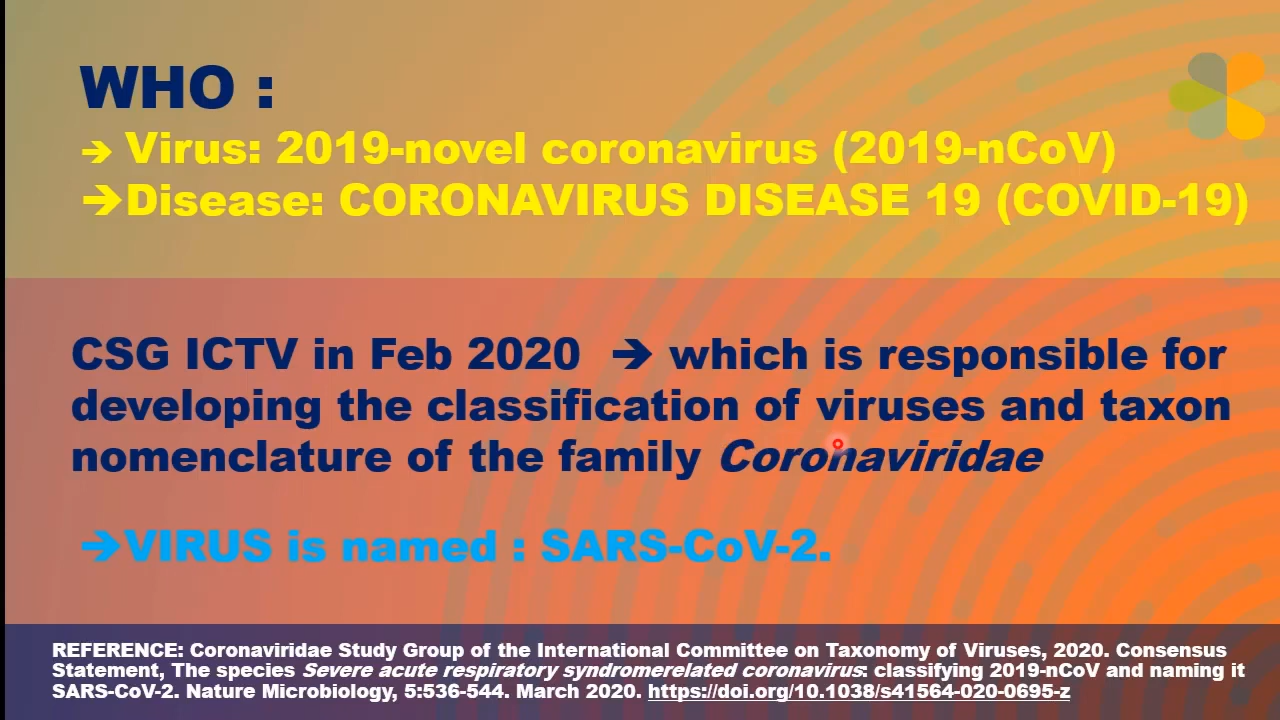 WHO :
➔ Virus: 2019-novel coronavirus (2019-nCoV)
➔Disease: CORONAVIRUS DISEASE 19 (COVID-19)
CSG ICTV in Feb 2020 ➔ which is responsible for
developing the classification of viruses and taxon
nomenclature of the family Coronaviridae
➔VIRUS is named : SARS-CoV-2.
REFERENCE: Coronaviridae Study Group of the International Committee on Taxonomy of Viruses, 2020. Consensus
Statement, The species Severe acute respiratory syndromerelated coronavirus: classifying 2019-nCoV and naming it
SARS-CoV-2. Nature Microbiology, 5:536-544. March 2020. https://doi.org/10.1038/s41564-020-0695-z